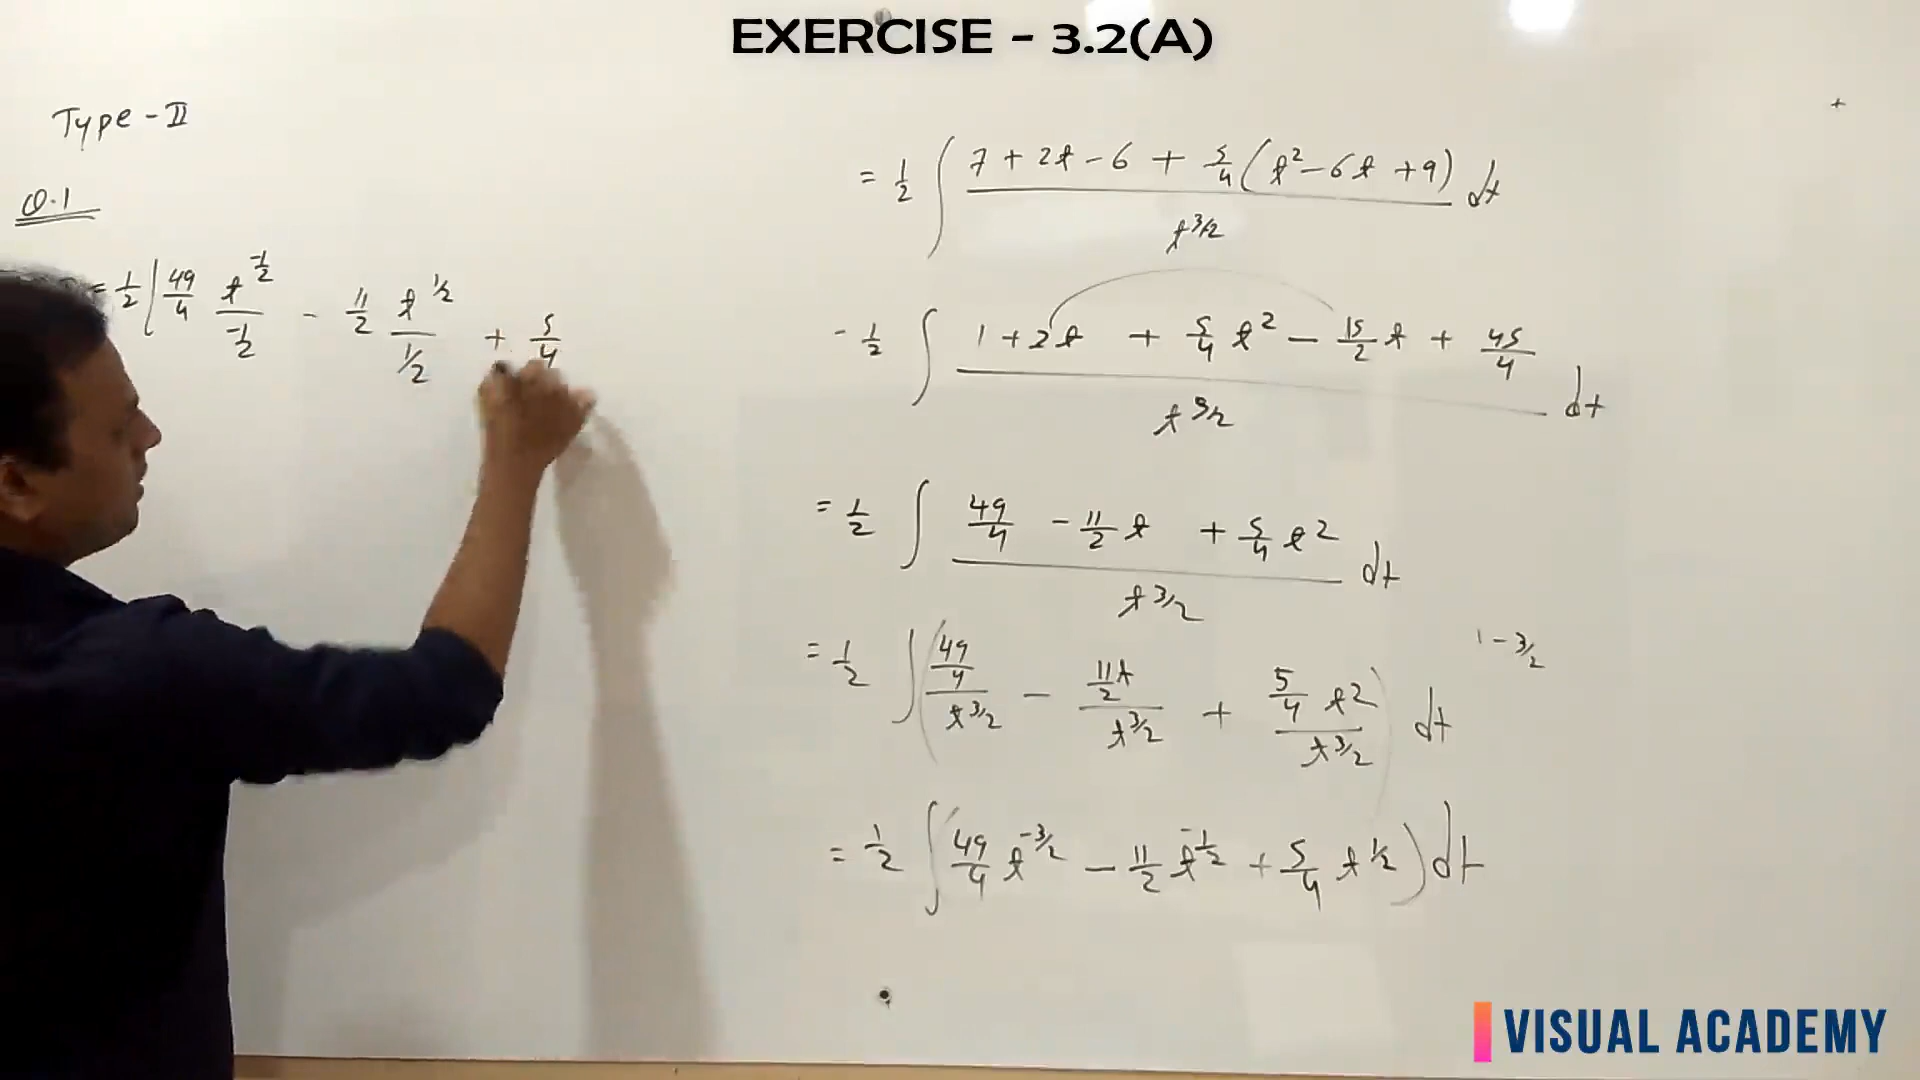 EXERCISE - 3.2(A)
Type - II
Q.1
= 1/2 ( 49/4 t^(-1/2)/(-1/2) - 11/2 t^(1/2)/(1/2) + 5/4
= 1/2 ∫ (7 + 2t - 6 + 5/4 (t² - 6t + 9))/t^(3/2) dt
- 1/2 ∫ (1 + 2t + 5/4 t² - 15/2 t + 45/4)/t^(3/2) dt
= 1/2 ∫ (49/4 - 11/2 t + 5/4 t²)/t^(3/2) dt
= 1/2 ∫ ( (49/4)/t^(3/2) - (11/2 t)/t^(3/2) + (5/4 t²)/t^(3/2) ) dt
1 - 3/2
= 1/2 ∫ ( 49/4 t^(-3/2) - 11/2 t^(-1/2) + 5/4 t^(1/2) ) dt
VISUAL ACADEMY